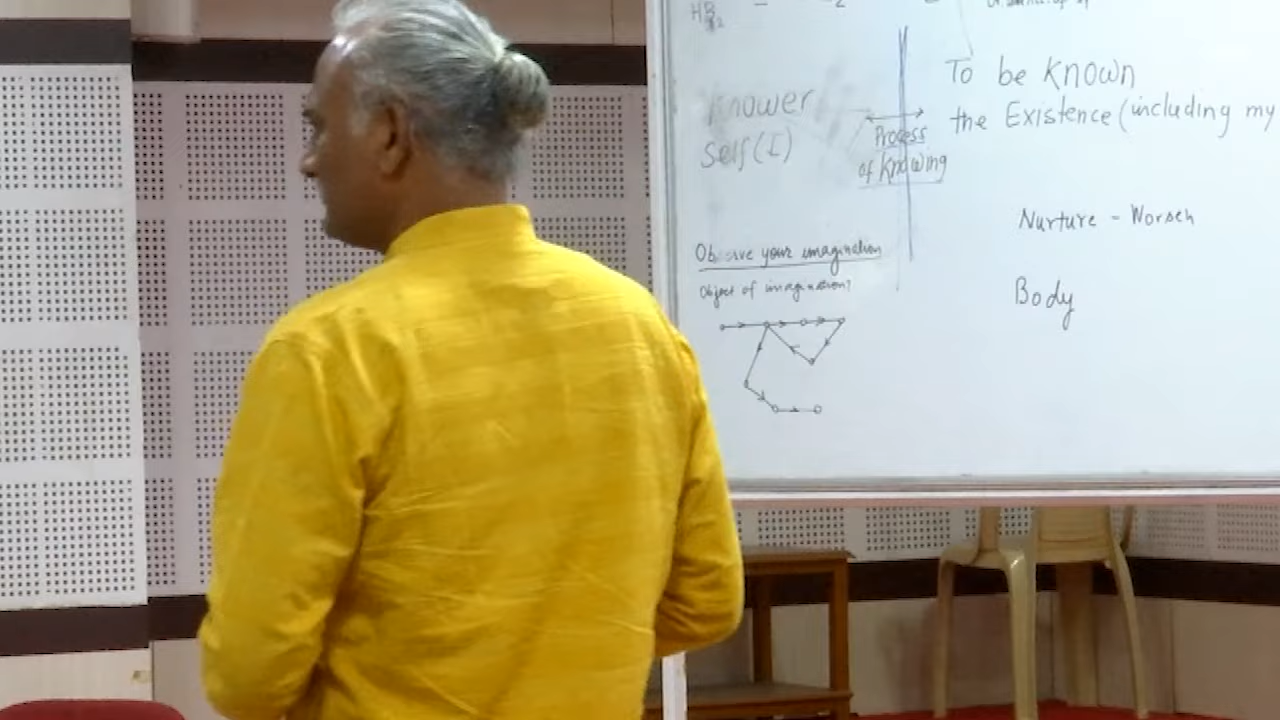 To be known
Knower
the Existence (including my
Process
self(I)
of knowing
Nurture - Worseh
Observe your imagination
Object of imagination?
Body